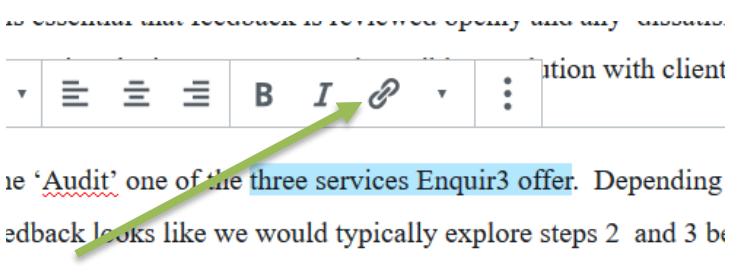 is essential that feedback is reviewed openly and any dissatis
ution with client
B I
he ‘Audit’ one of the three services Enquir3 offer. Depending
edback looks like we would typically explore steps 2 and 3 be